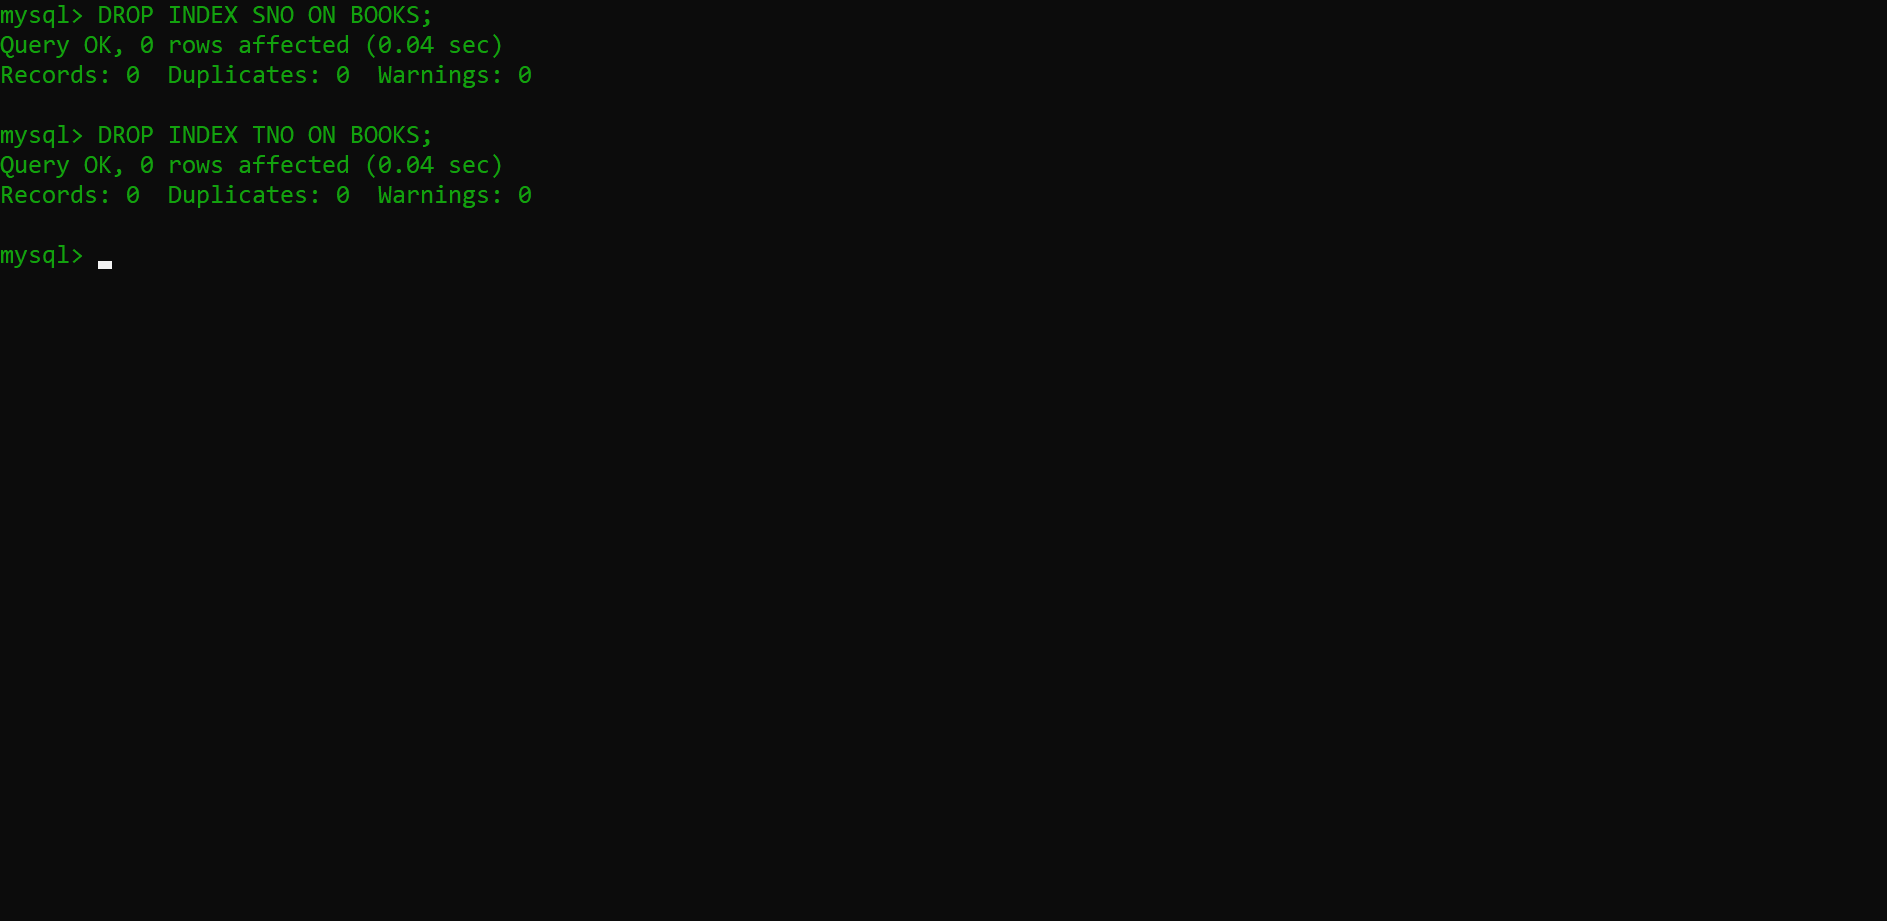 mysql> DROP INDEX SNO ON BOOKS;
Query OK, 0 rows affected (0.04 sec)
Records: 0  Duplicates: 0  Warnings: 0
mysql> DROP INDEX TNO ON BOOKS;
Query OK, 0 rows affected (0.04 sec)
Records: 0  Duplicates: 0  Warnings: 0
mysql>